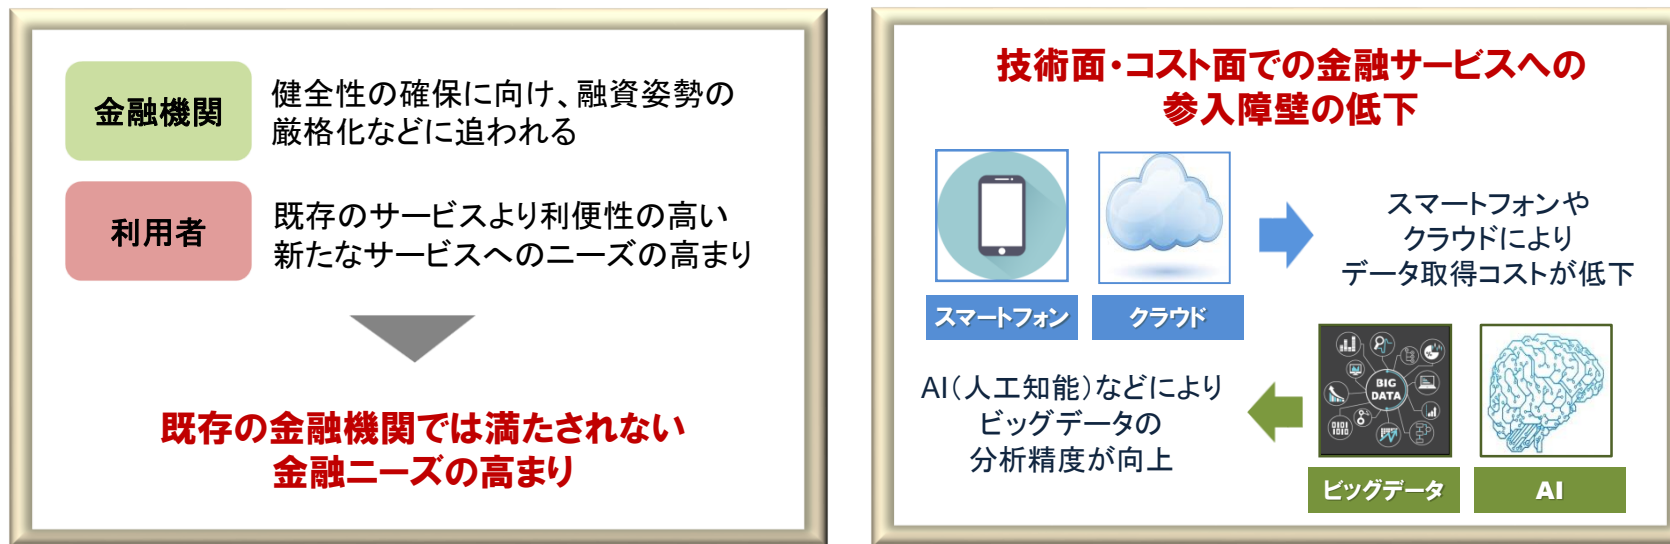 金融機関
健全性の確保に向け、融資姿勢の
厳格化などに追われる
利用者
既存のサービスより利便性の高い
新たなサービスへのニーズの高まり
既存の金融機関では満たされない
金融ニーズの高まり
技術面・コスト面での金融サービスへの
参入障壁の低下
スマートフォン
クラウド
スマートフォンや
クラウドにより
データ取得コストが低下
AI(人工知能)などにより
ビッグデータの
分析精度が向上
BIG
DATA
0101
1010
ビッグデータ
AI